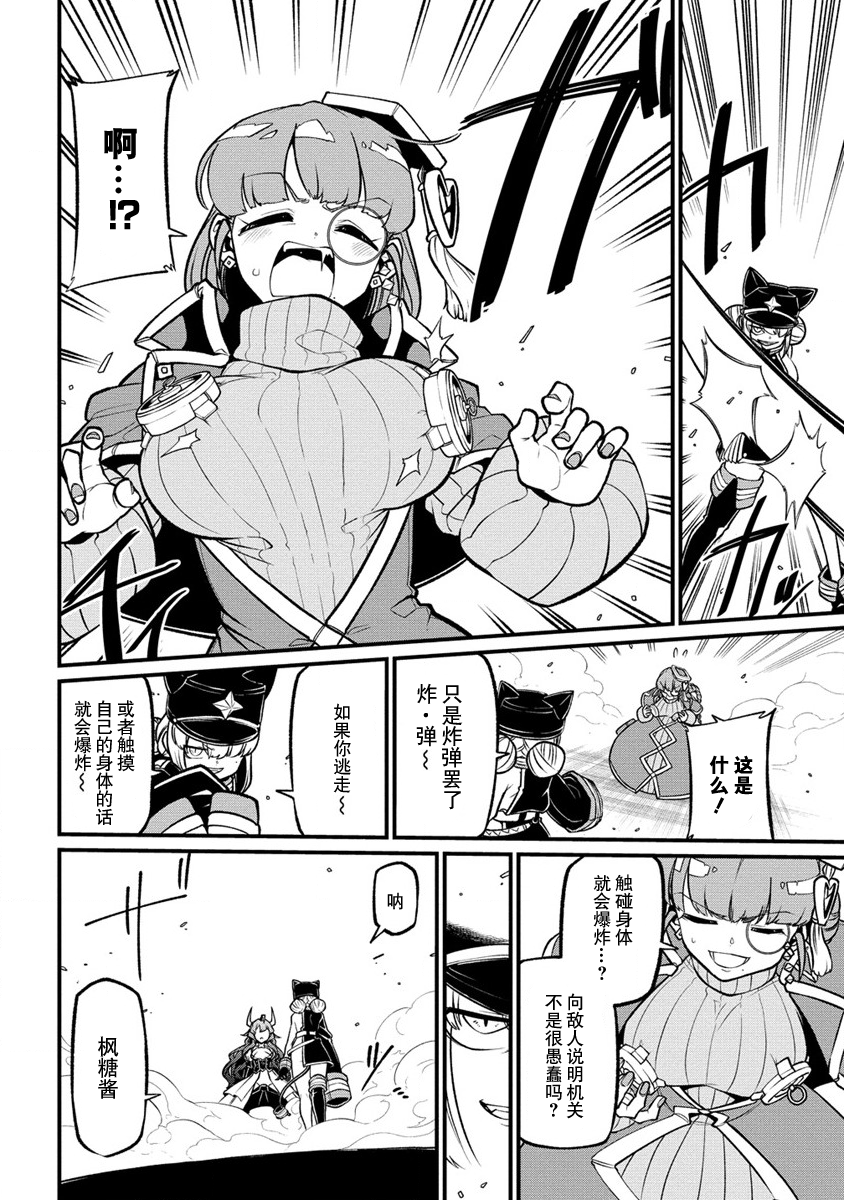 ガガッ
啊…
!?
这是
什么！
只是炸弹罢了
炸·弹～
如果你逃走～
或者触摸
自己的身体的话
就会爆炸～
触碰身体
就会爆炸…?
向敌人说明机关
不是很愚蠢吗?
呐
枫糖酱